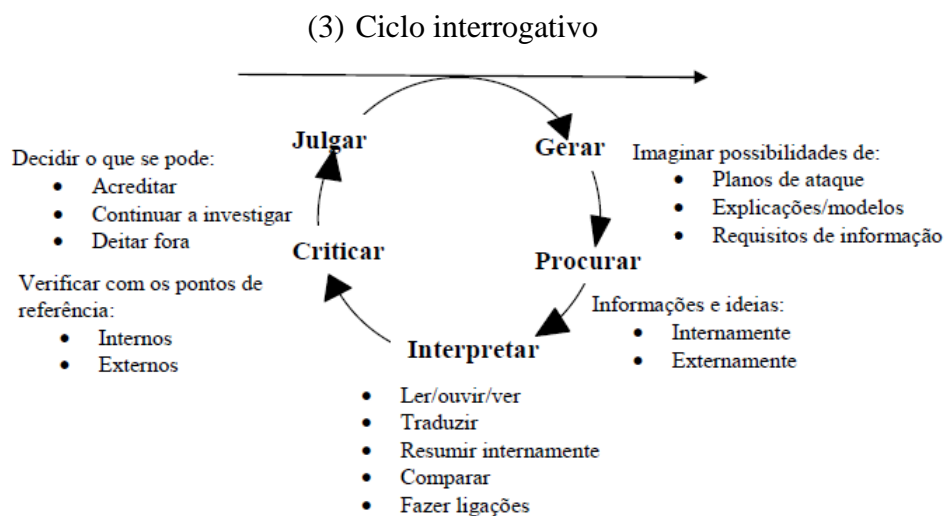 (3) Ciclo interrogativo
Julgar
Decidir o que se pode:
• Acreditar
• Continuar a investigar
• Deitar fora
Gerar
Imaginar possibilidades de:
• Planos de ataque
• Explicações/modelos
• Requisitos de informação
Criticar
Verificar com os pontos de
referência:
• Internos
• Externos
Procurar
Informações e ideias:
• Internamente
• Externamente
Interpretar
• Ler/ouvir/ver
• Traduzir
• Resumir internamente
• Comparar
• Fazer ligações